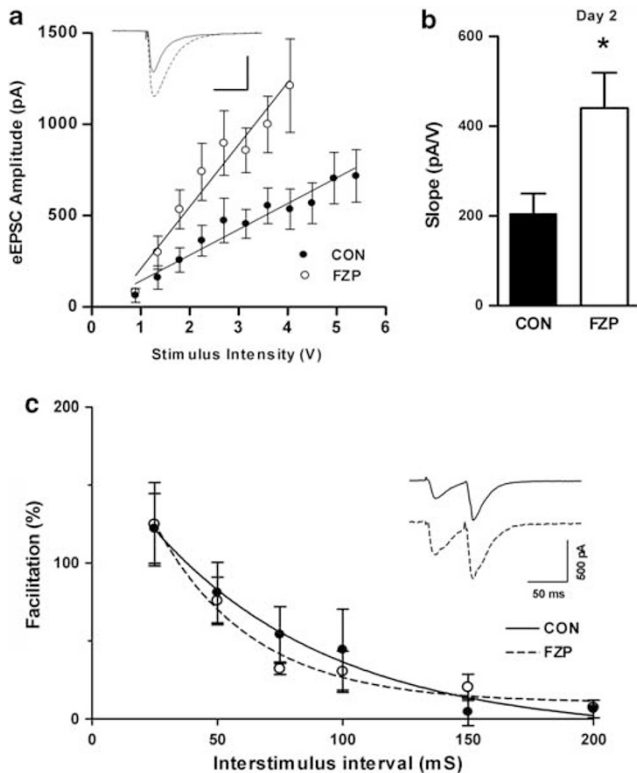 a
1500
1000
500
0
eEPSC Amplitude (pA)
CON
FZP
0 1 2 3 4 5 6
Stimulus Intensity (V)
b
Day 2
600
400
200
0
Slope (pA/V)
*
CON FZP
c
200
100
0
Facilitation (%)
500 pA
50 ms
CON
FZP
0 50 100 150 200
Interstimulus interval (mS)